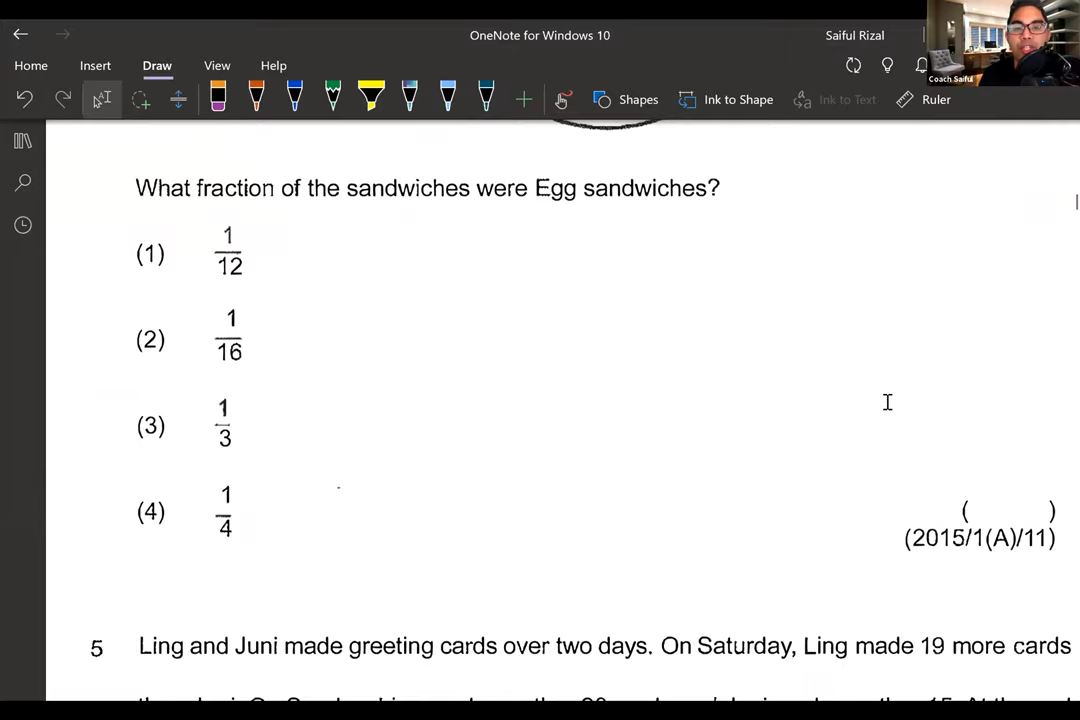 OneNote for Windows 10
Saiful Rizal
Coach Saiful
Home Insert Draw View Help
Shapes Ink to Shape Ink to Text Ruler
What fraction of the sandwiches were Egg sandwiches?
(1) 1/12
(2) 1/16
(3) 1/3
(4) 1/4
( )
(2015/1(A)/11)
5 Ling and Juni made greeting cards over two days. On Saturday, Ling made 19 more cards